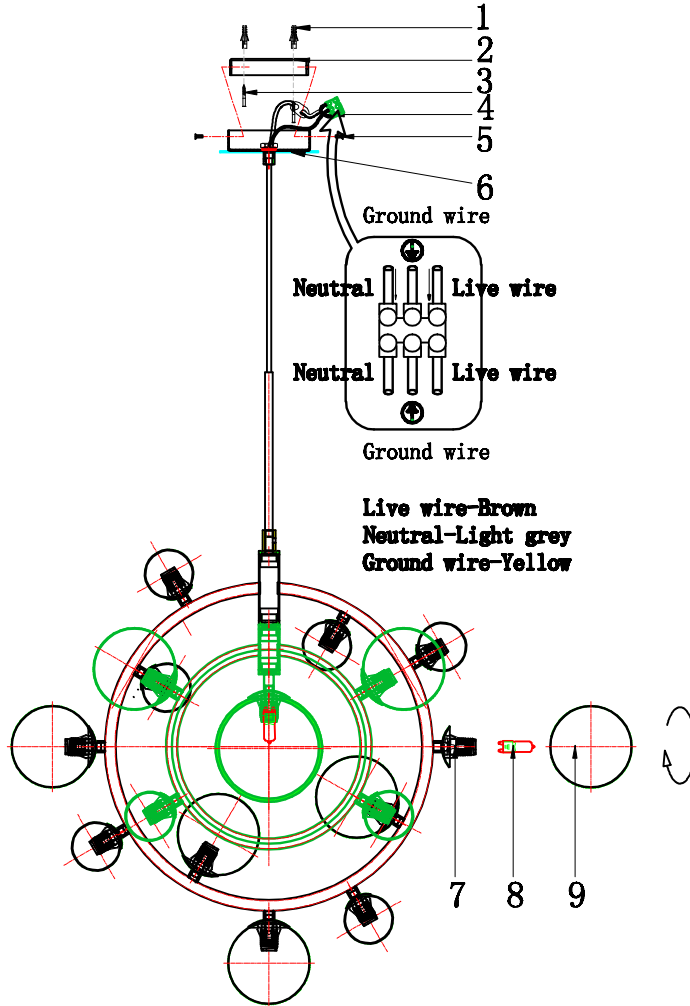 1
2
3
4
5
6
Ground wire
Neutral Live wire
Neutral Live wire
Ground wire
Live wire-Brown
Neutral-Light grey
Ground wire-Yellow
7 8 9